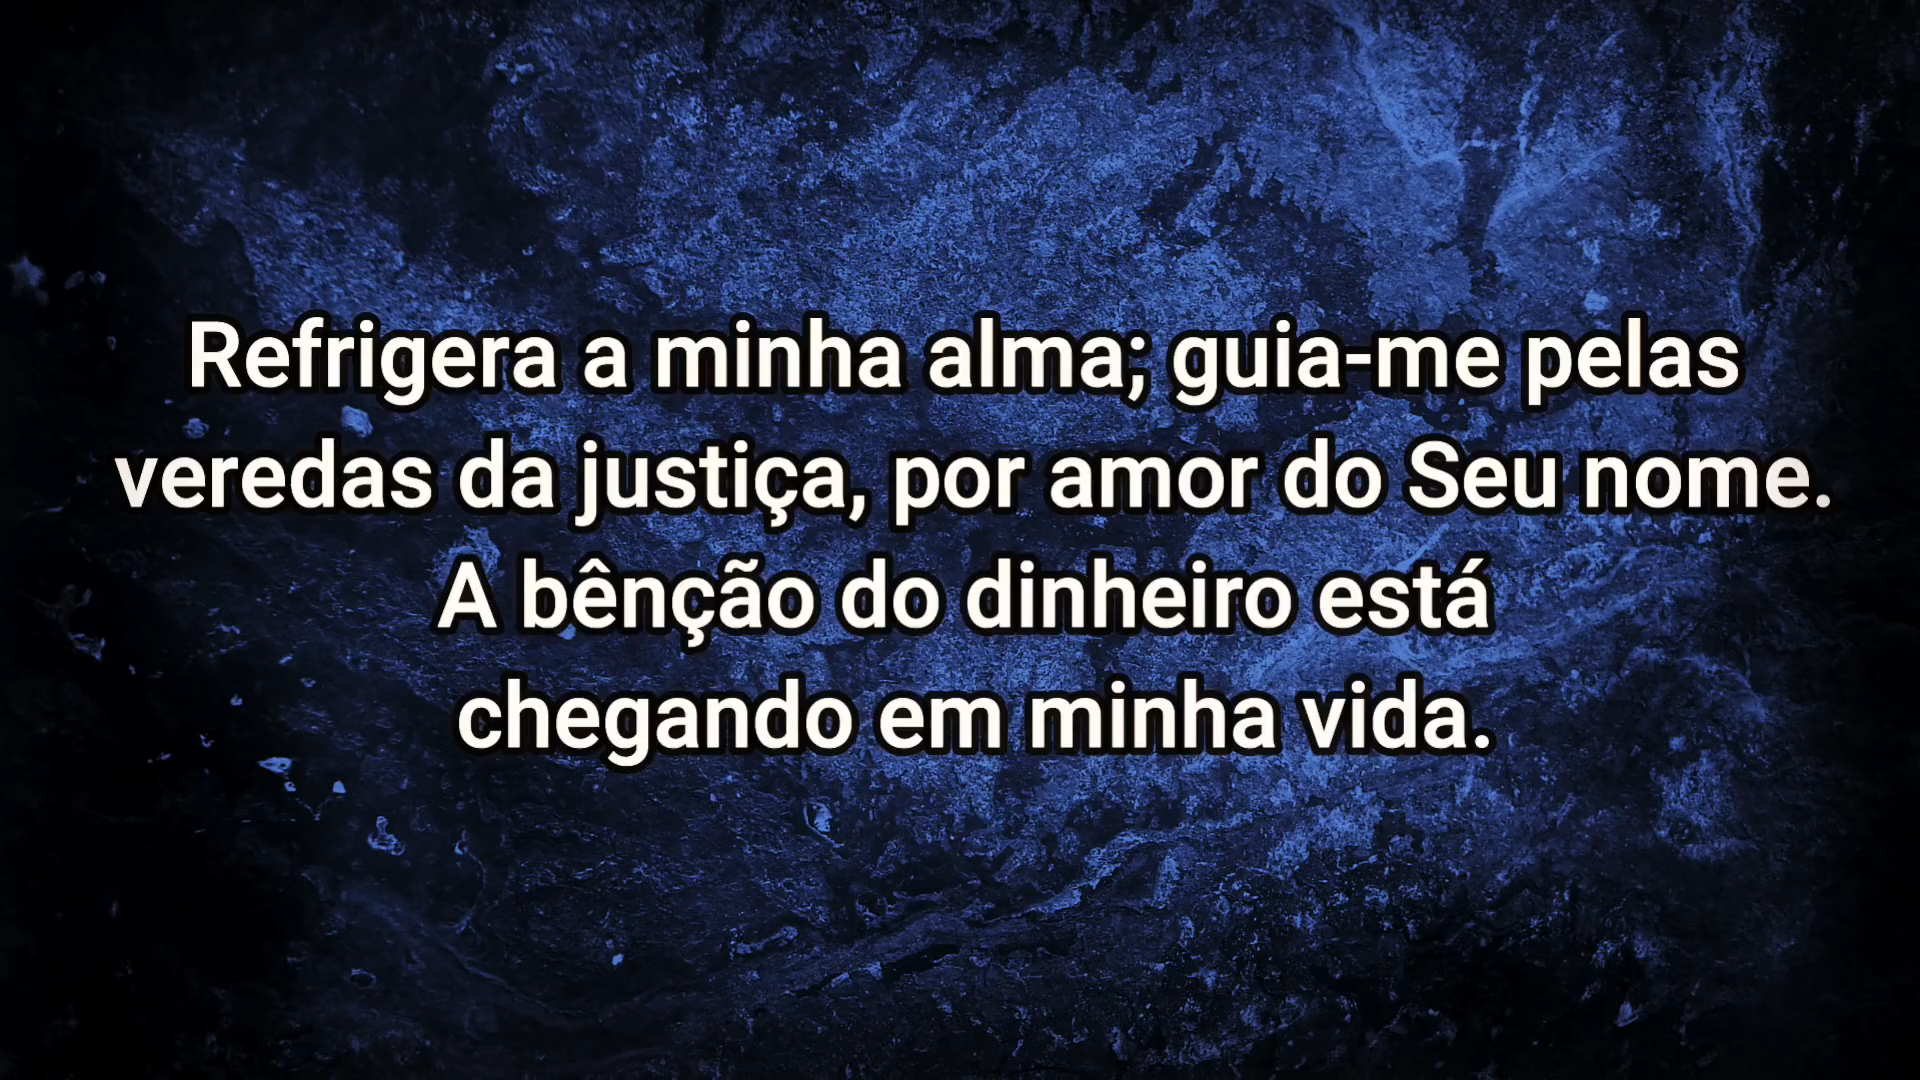 Refrigera a minha alma; guia-me pelas
veredas da justiça, por amor do Seu nome.
A bênção do dinheiro está
chegando em minha vida.